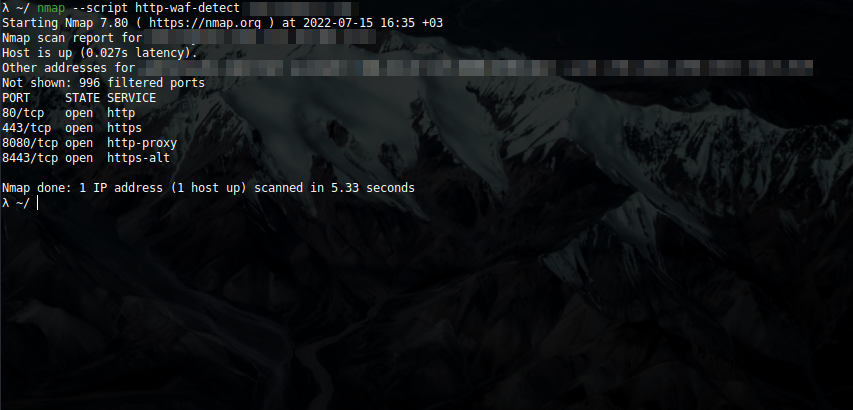 λ ~/ nmap --script http-waf-detect
Starting Nmap 7.80 ( https://nmap.org ) at 2022-07-15 16:35 +03
Nmap scan report for
Host is up (0.027s latency).
Other addresses for
Not shown: 996 filtered ports
PORT     STATE SERVICE
80/tcp   open  http
443/tcp  open  https
8080/tcp open  http-proxy
8443/tcp open  https-alt
Nmap done: 1 IP address (1 host up) scanned in 5.33 seconds
λ ~/